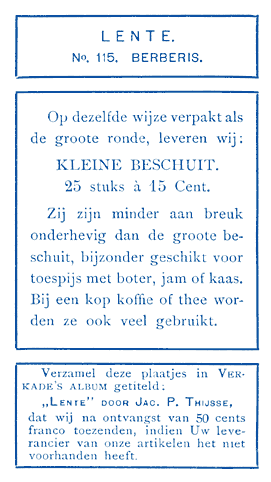 LENTE.
No. 115. BERBERIS.
Op dezelfde wijze verpakt als
de groote ronde, leveren wij:
KLEINE BESCHUIT.
25 stuks à 15 Cent.
Zij zijn minder aan breuk
onderhevig dan de groote be-
schuit, bijzonder geschikt voor
toespijs met boter, jam of kaas.
Bij een kop koffie of thee wor-
den ze ook veel gebruikt.
Verzamel deze plaatjes in VER-
KADE'S ALBUM getiteld:
„LENTE" DOOR JAC. P. THIJSSE,
dat wij na ontvangst van 50 cents
franco toezenden, indien Uw leve-
rancier van onze artikelen het niet
voorhanden heeft.